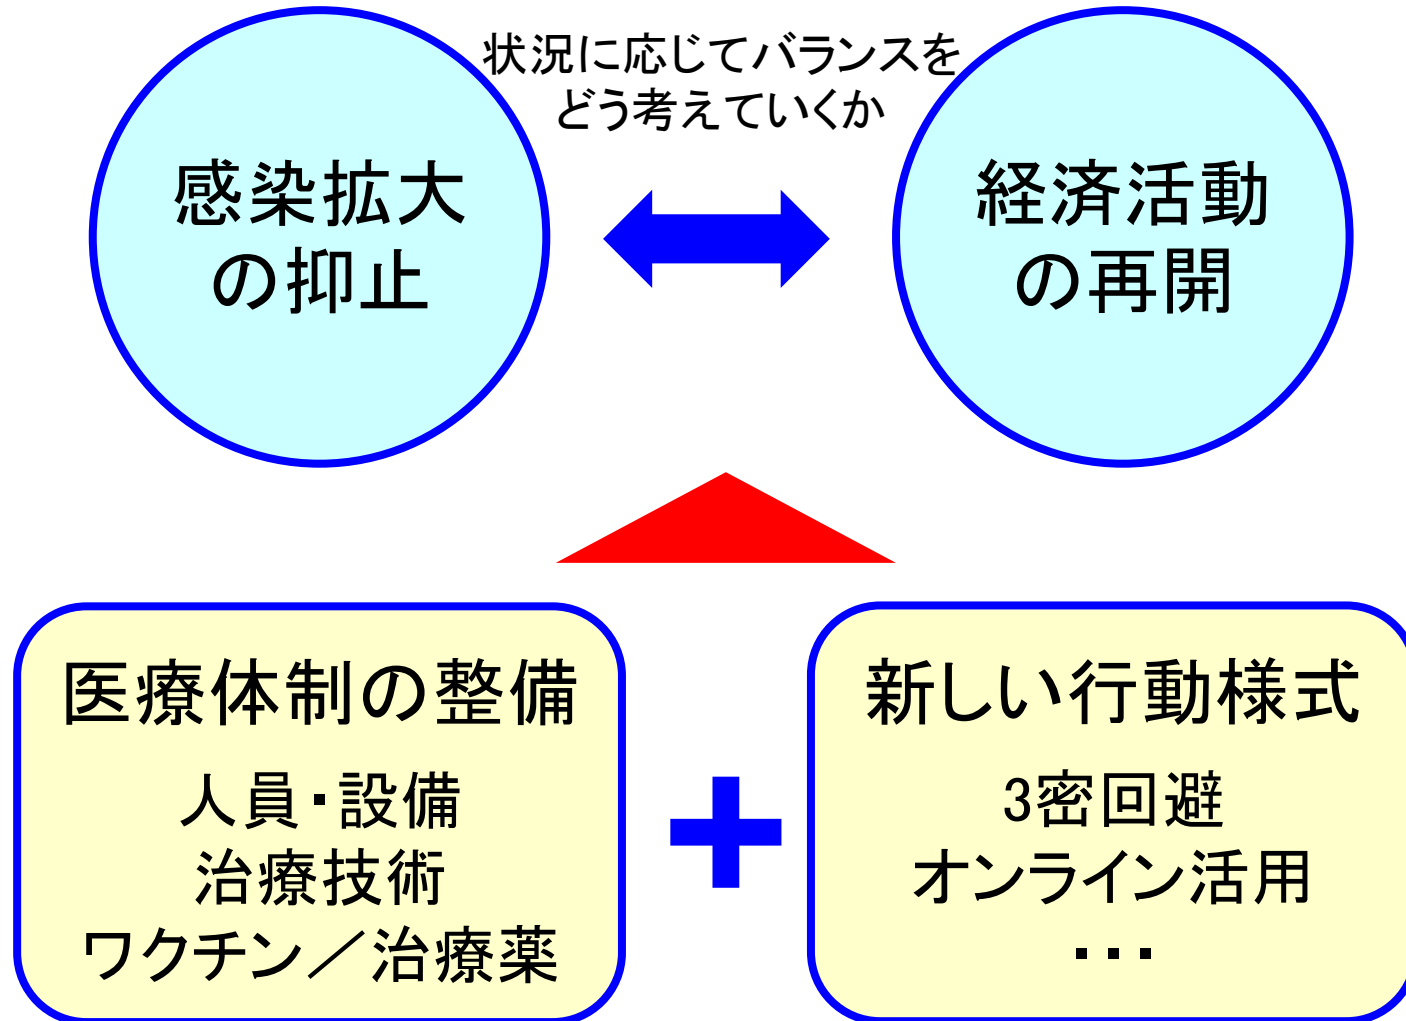 状況に応じてバランスを
どう考えていくか
感染拡大
の抑止
経済活動
の再開
医療体制の整備
人員・設備
治療技術
ワクチン／治療薬
新しい行動様式
3密回避
オンライン活用
・・・